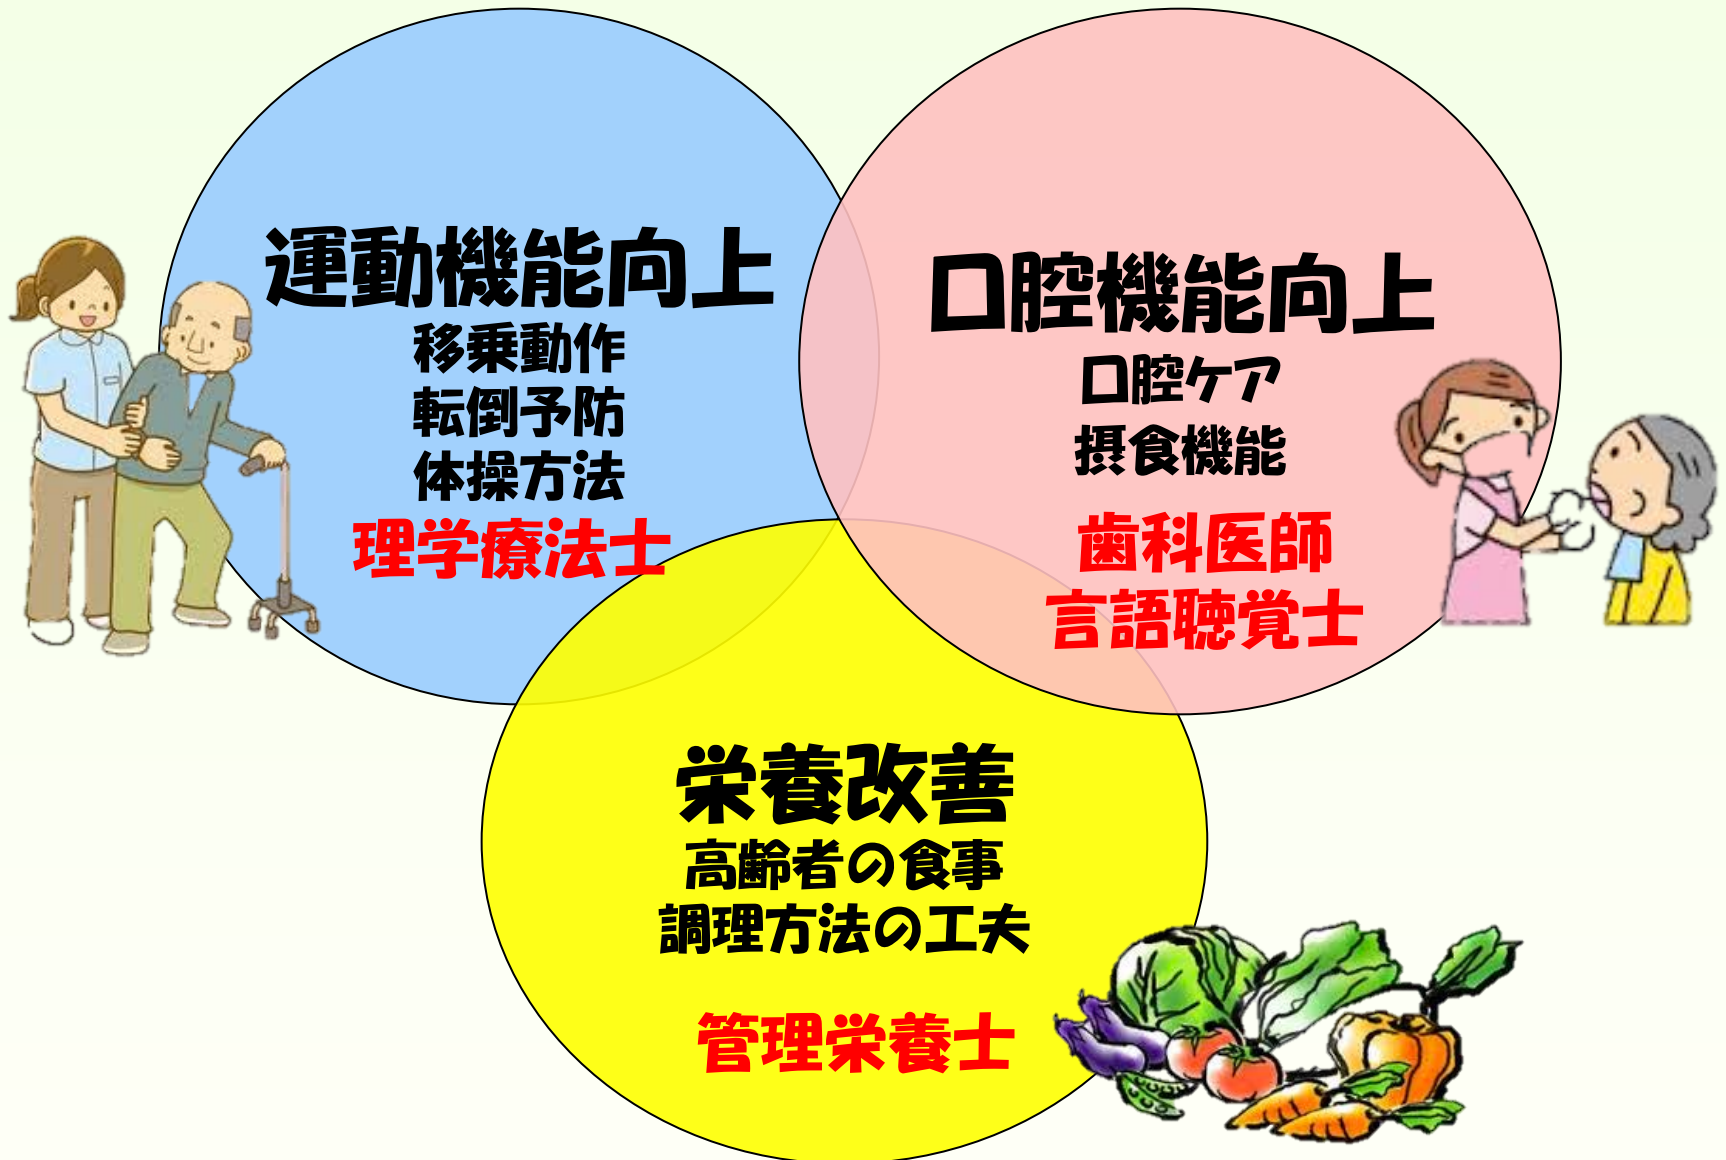 運動機能向上
移乗動作
転倒予防
体操方法
理学療法士
口腔機能向上
口腔ケア
摂食機能
歯科医師
言語聴覚士
栄養改善
高齢者の食事
調理方法の工夫
管理栄養士